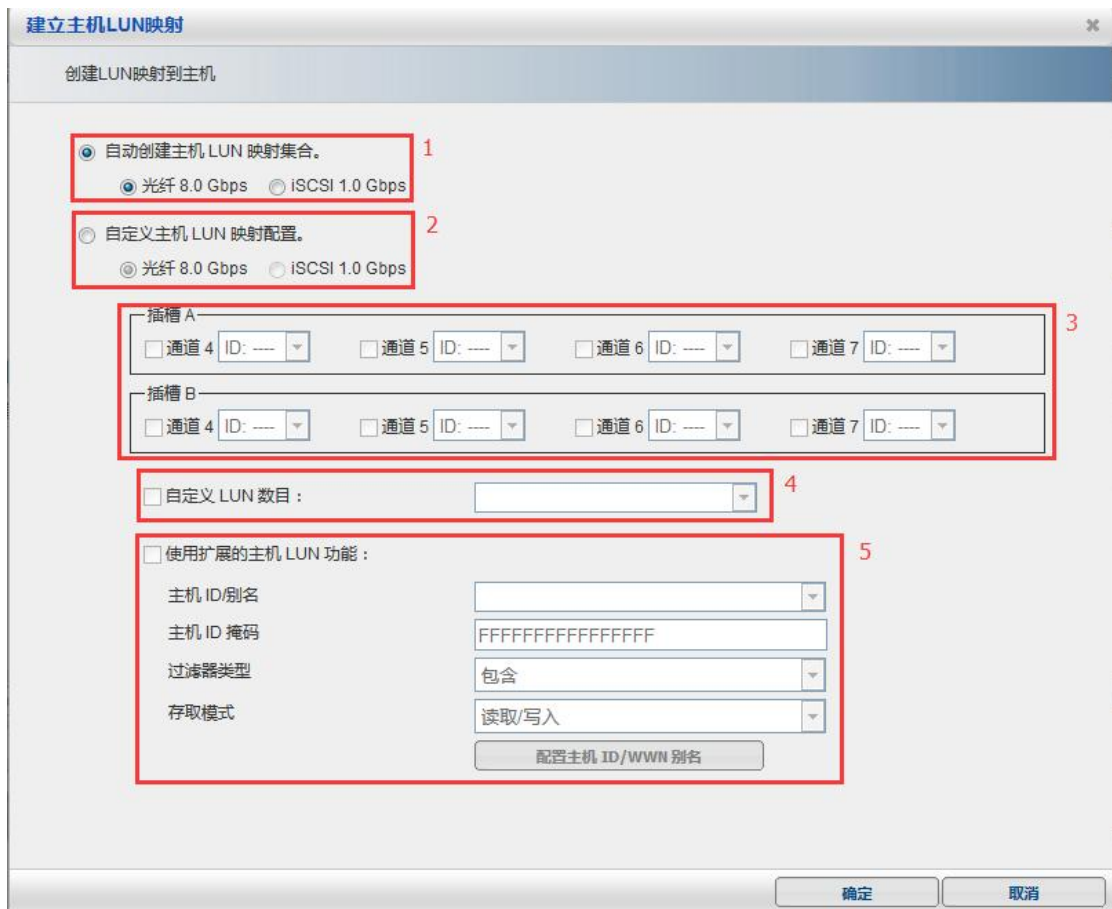 建立主机LUN映射
创建LUN映射到主机
自动创建主机 LUN 映射集合。 1
光纤 8.0 Gbps iSCSI 1.0 Gbps
自定义主机 LUN 映射配置。 2
光纤 8.0 Gbps iSCSI 1.0 Gbps
插槽 A 3
通道 4 ID: ---- 通道 5 ID: ---- 通道 6 ID: ---- 通道 7 ID: ----
插槽 B
通道 4 ID: ---- 通道 5 ID: ---- 通道 6 ID: ---- 通道 7 ID: ----
自定义 LUN 数目： 4
使用扩展的主机 LUN 功能： 5
主机 ID/别名
主机 ID 掩码 FFFFFFFFFFFFFFFF
过滤器类型 包含
存取模式 读取/写入
配置主机 ID/WWN 别名
确定 取消